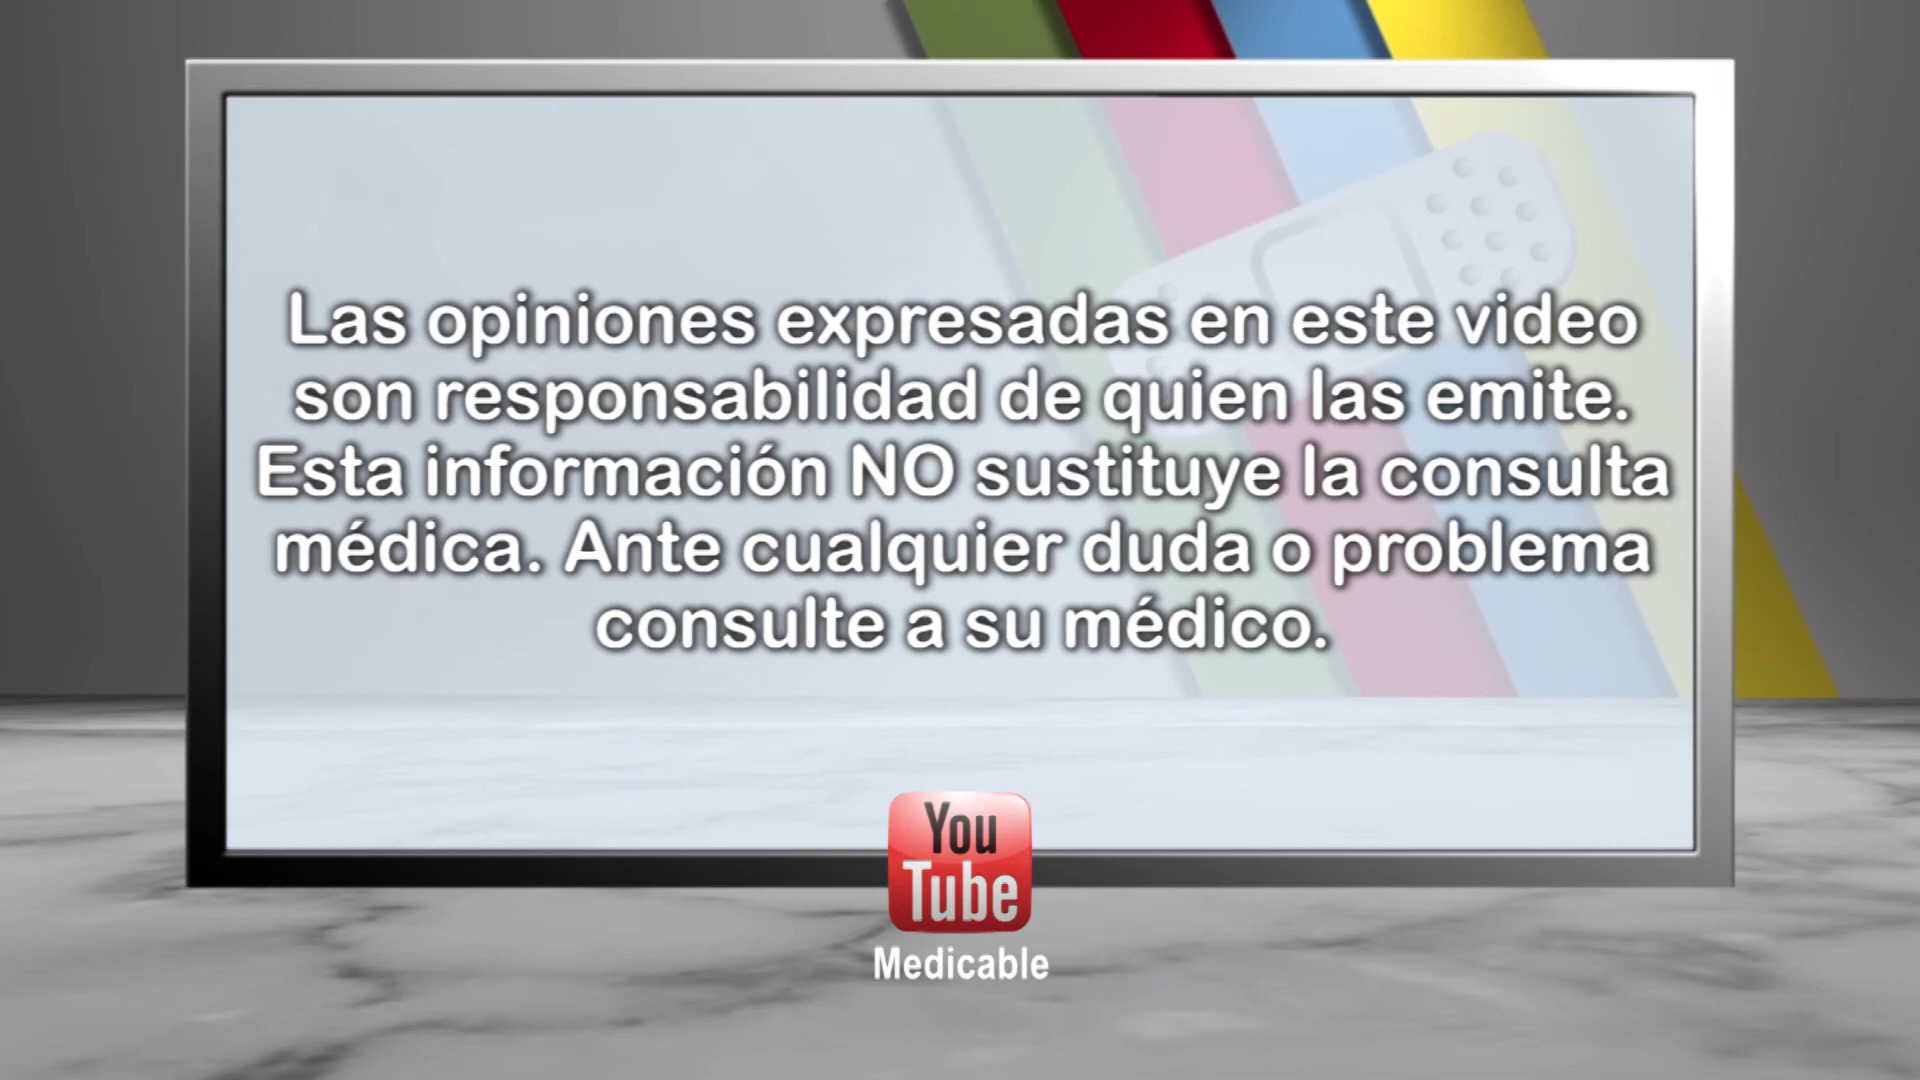 Las opiniones expresadas en este video
son responsabilidad de quien las emite.
Esta información NO sustituye la consulta
médica. Ante cualquier duda o problema
consulte a su médico.
You
Tube
Medicable